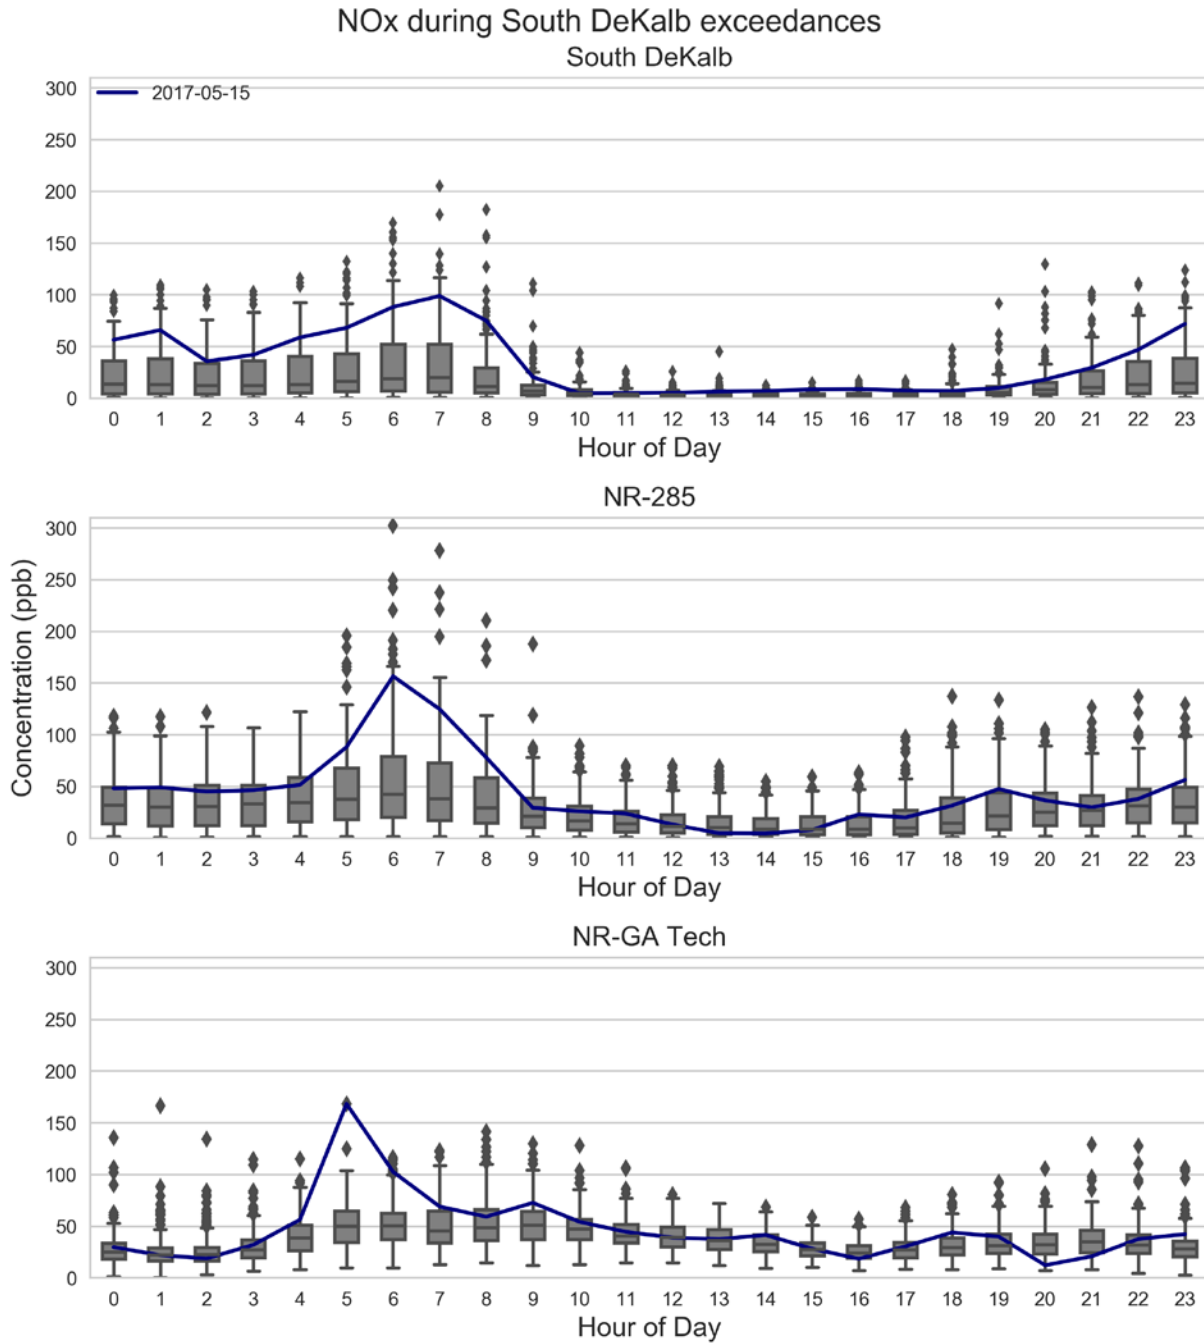 NOx during South DeKalb exceedances
South DeKalb
2017-05-15
300
250
200
150
100
50
0
0 1 2 3 4 5 6 7 8 9 10 11 12 13 14 15 16 17 18 19 20 21 22 23
Hour of Day
NR-285
Concentration (ppb)
300
250
200
150
100
50
0
0 1 2 3 4 5 6 7 8 9 10 11 12 13 14 15 16 17 18 19 20 21 22 23
Hour of Day
NR-GA Tech
300
250
200
150
100
50
0
0 1 2 3 4 5 6 7 8 9 10 11 12 13 14 15 16 17 18 19 20 21 22 23
Hour of Day